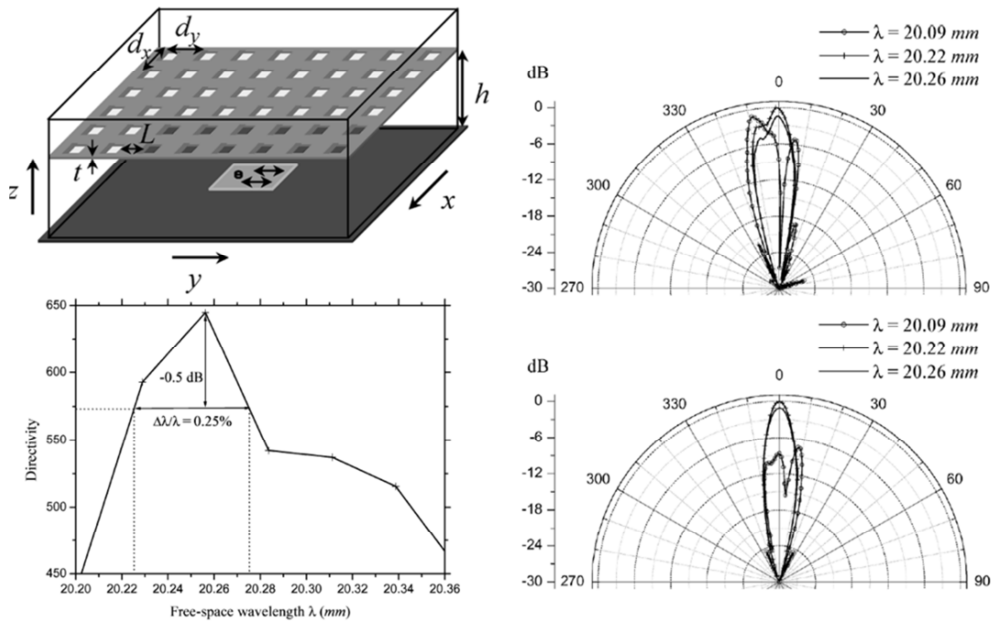 dx
dy
h
L
t
e
z
x
y
650
600
550
500
450
Directivity
-0.5 dB
Δλ/λ = 0.25%
20.20 20.22 20.24 20.26 20.28 20.30 20.32 20.34 20.36
Free-space wavelength λ (mm)
λ = 20.09 mm
λ = 20.22 mm
λ = 20.26 mm
dB
0
-6
-12
-18
-24
-30
270
300
330
0
30
60
90
λ = 20.09 mm
λ = 20.22 mm
λ = 20.26 mm
dB
0
-6
-12
-18
-24
-30
270
300
330
0
30
60
90